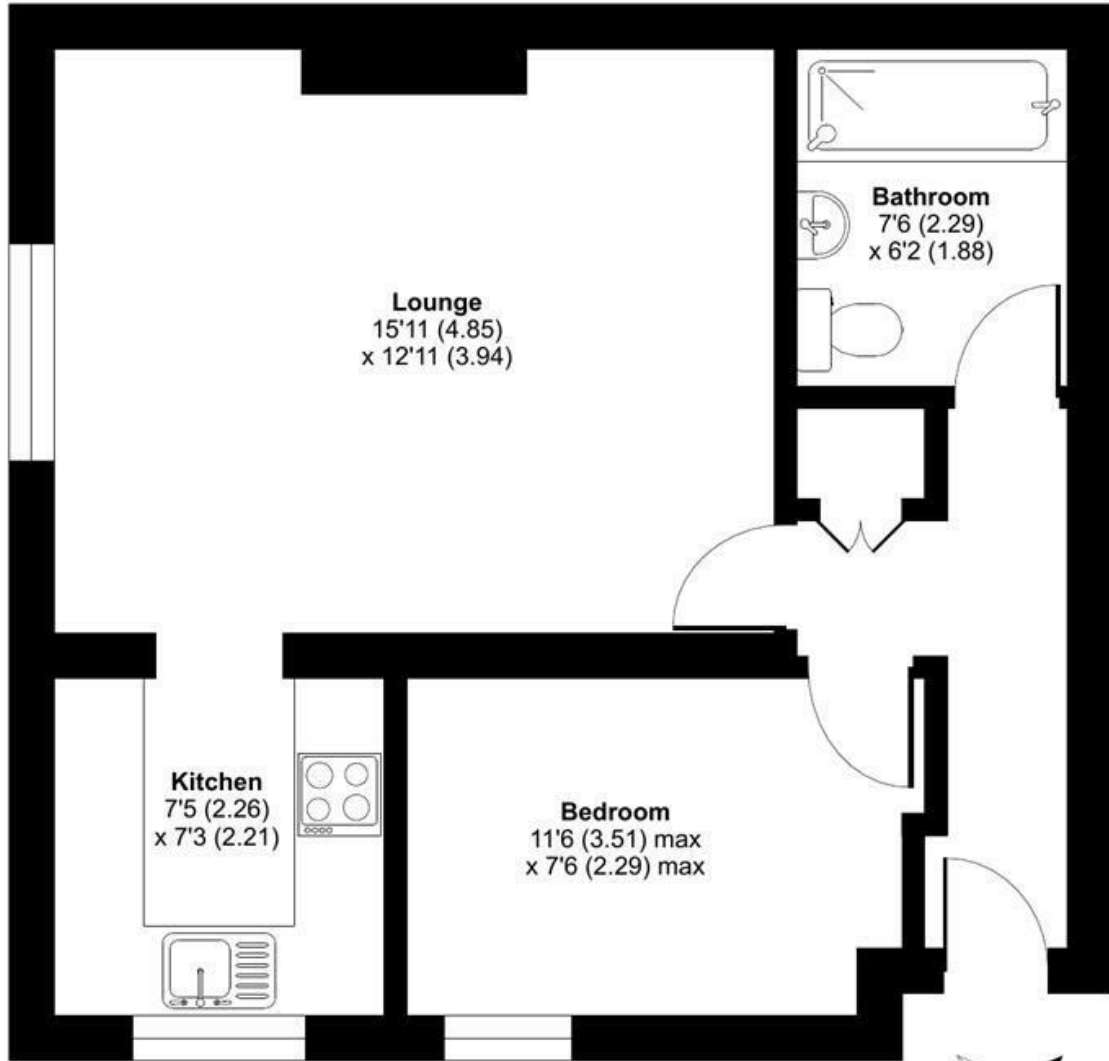 Bathroom
7'6 (2.29)
x 6'2 (1.88)
Lounge
15'11 (4.85)
x 12'11 (3.94)
Kitchen
7'5 (2.26)
x 7'3 (2.21)
Bedroom
11'6 (3.51) max
x 7'6 (2.29) max